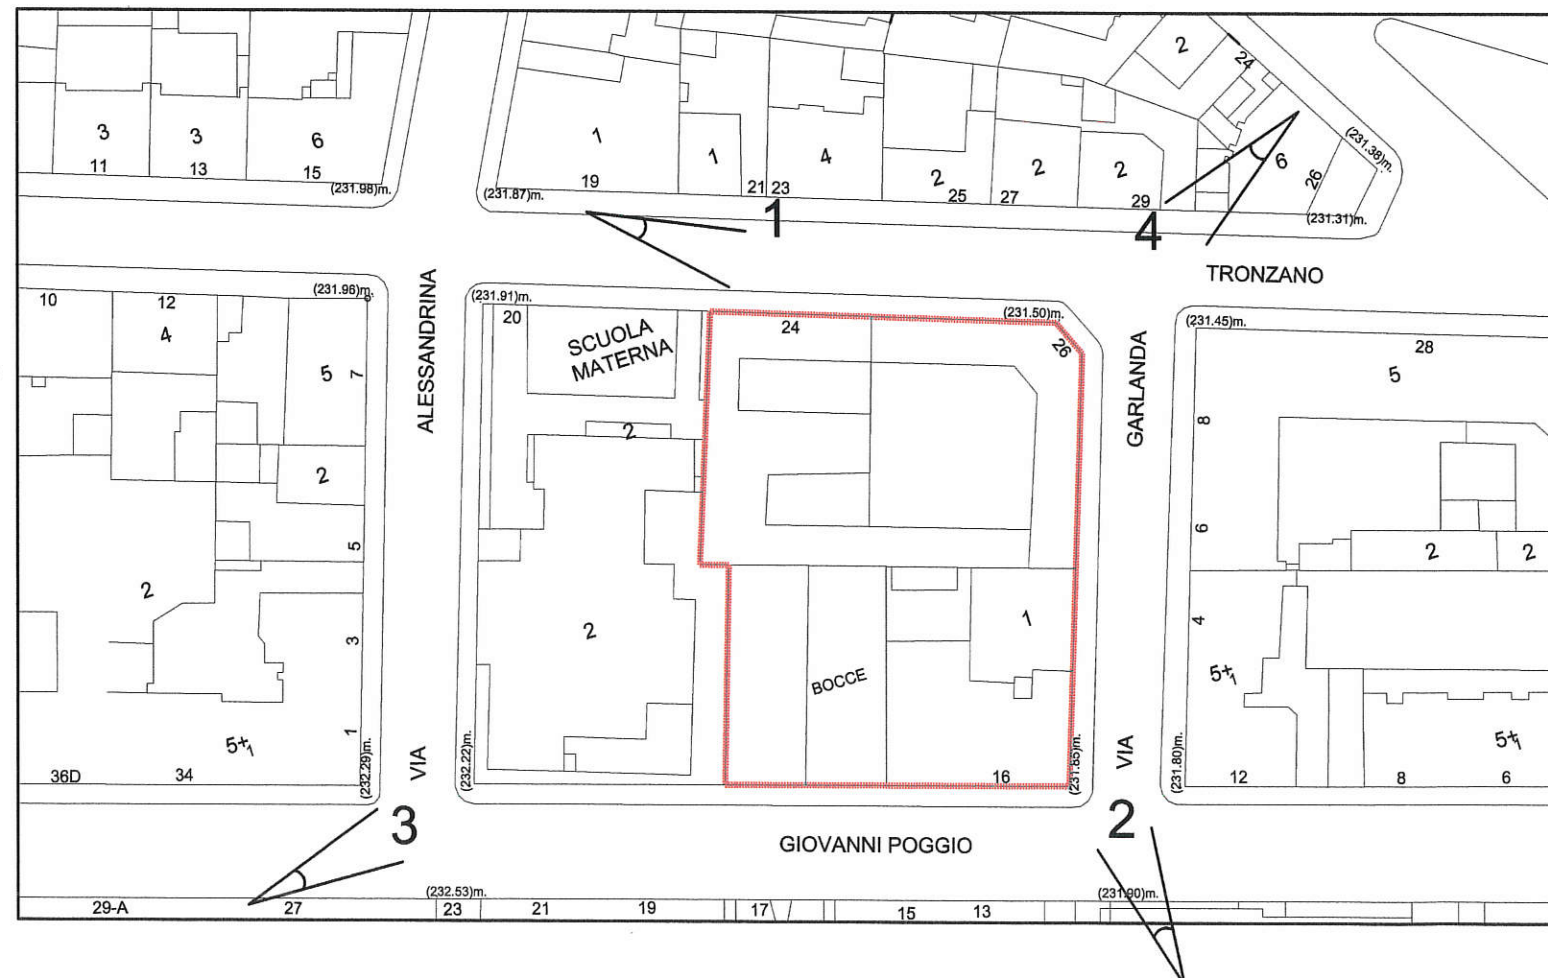 2
24
3
3
6
1
1
4
2
2
2
6
26
(231.38)m.
11
13
15
(231.98)m.
(231.87)m.
19
21
23
25
27
29
(231.31)m.
1
4
TRONZANO
10
12
4
(231.96)m.
5
7
2
5
2
3
1
5+1
36D
34
(232.29)m.
VIA
ALESSANDRINA
(231.91)m.
20
SCUOLA
MATERNA
24
(231.50)m.
26
2
2
BOCCE
1
16
(232.22)m.
(231.85)m.
VIA
GARLANDA
(231.45)m.
28
5
8
6
4
2
2
5+1
5+1
(231.80)m.
12
8
6
3
2
GIOVANNI POGGIO
29-A
27
(232.53)m.
23
21
19
17
15
13
(231.90)m.